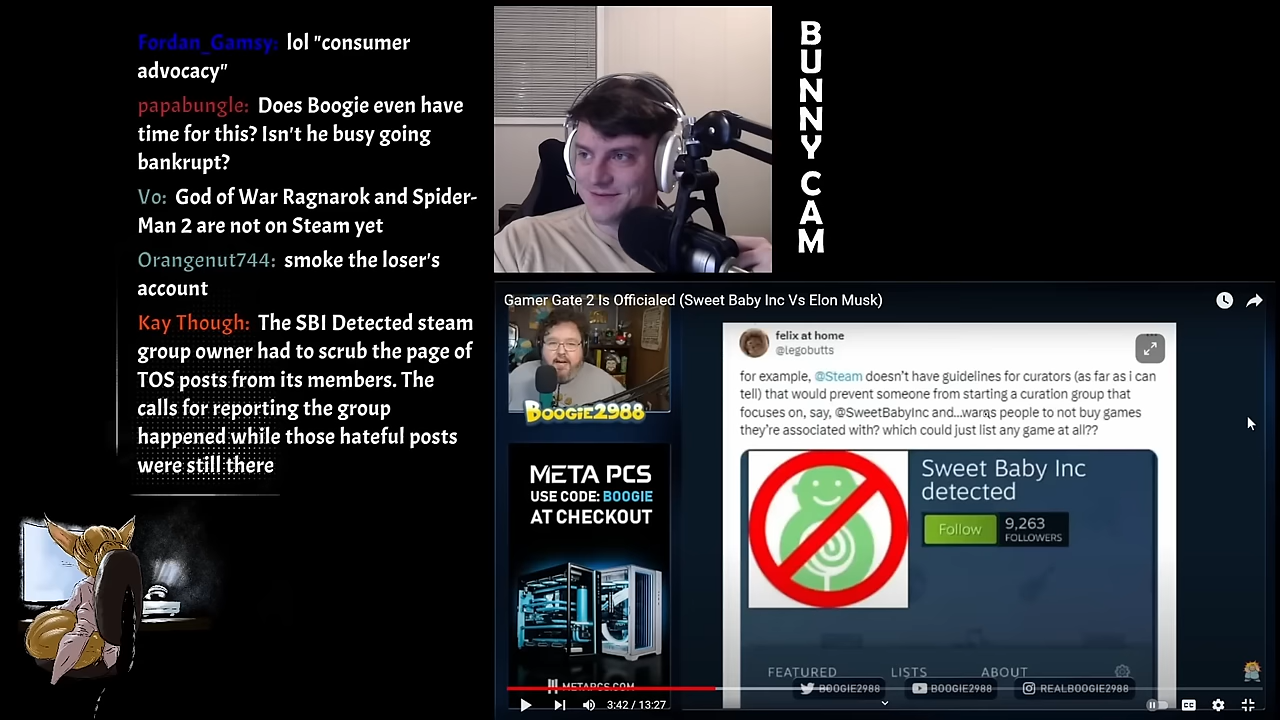 Fordan_Gamsy: lol "consumer
advocacy"
papabungle: Does Boogie even have
time for this? Isn't he busy going
bankrupt?
Vo: God of War Ragnarok and Spider-
Man 2 are not on Steam yet
Orangenut744: smoke the loser's
account
Kay Though: The SBI Detected steam
group owner had to scrub the page of
TOS posts from its members. The
calls for reporting the group
happened while those hateful posts
were still there
BUNNY CAM
Gamer Gate 2 Is Officialed (Sweet Baby Inc Vs Elon Musk)
BOOGIE2988
META PCS
USE CODE: BOOGIE
AT CHECKOUT
METAPCS.COM
felix at home
@legobutts
for example, @Steam doesn't have guidelines for curators (as far as i can
tell) that would prevent someone from starting a curation group that
focuses on, say, @SweetBabyInc and...warns people to not buy games
they're associated with? which could just list any game at all??
Sweet Baby Inc
detected
Follow
9,263
FOLLOWERS
FEATURED LISTS ABOUT
BOOGIE2988 BOOGIE2988 REALBOOGIE2988
3:42 / 13:27
CC